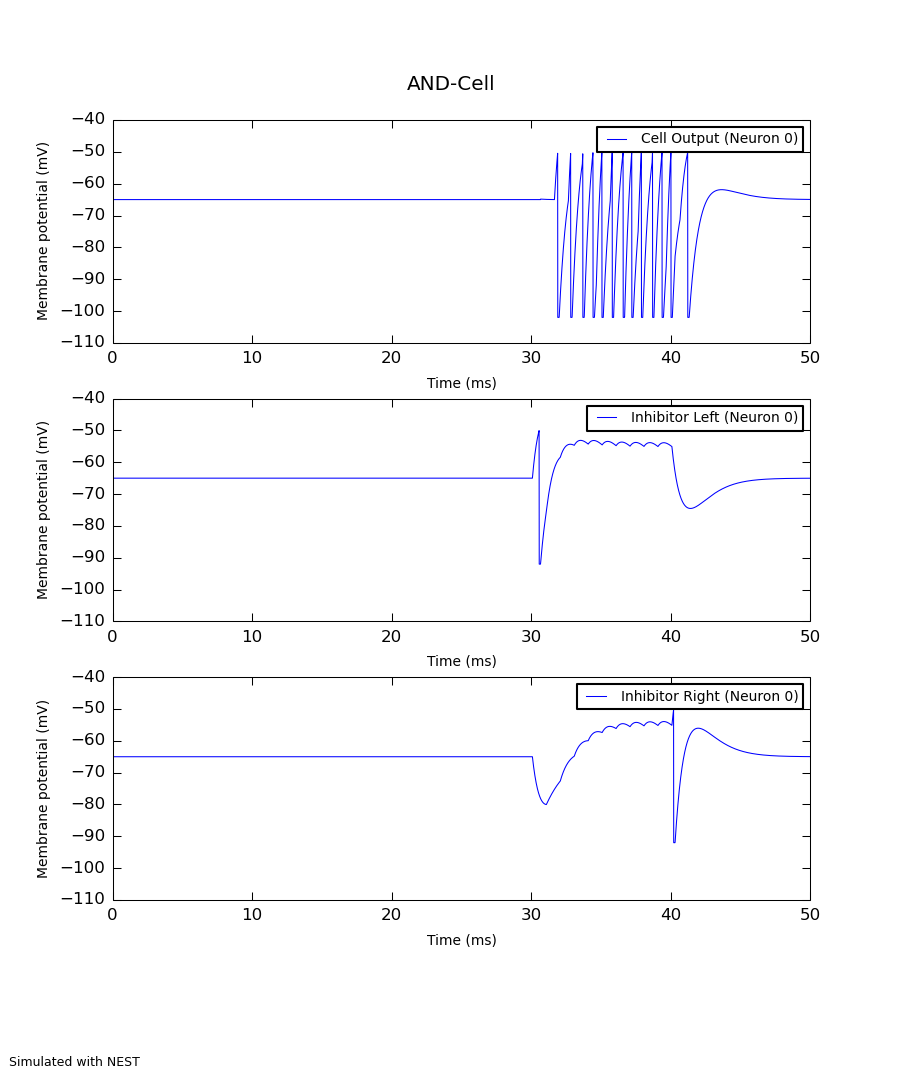 AND-Cell
Membrane potential (mV)
−40
−50
−60
−70
−80
−90
−100
−110
Cell Output (Neuron 0)
0 10 20 30 40 50
Time (ms)
Membrane potential (mV)
−40
−50
−60
−70
−80
−90
−100
−110
Inhibitor Left (Neuron 0)
0 10 20 30 40 50
Time (ms)
Membrane potential (mV)
−40
−50
−60
−70
−80
−90
−100
−110
Inhibitor Right (Neuron 0)
0 10 20 30 40 50
Time (ms)
Simulated with NEST